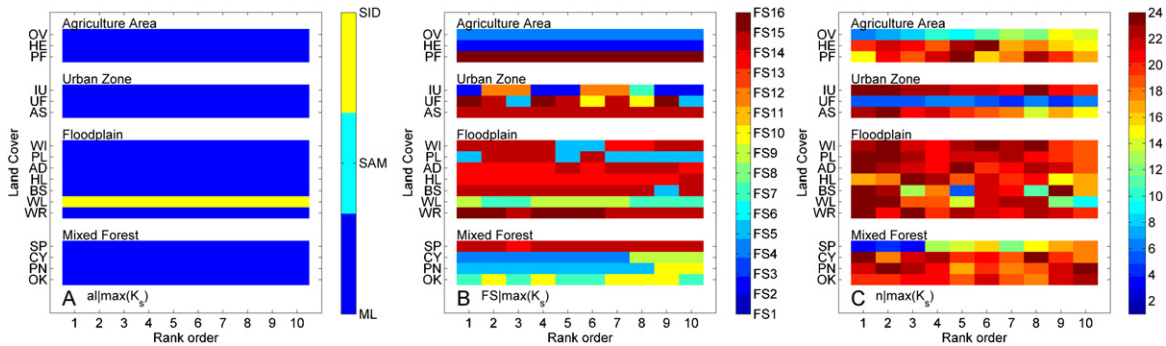 Agriculture Area
OV
HE
PF
Urban Zone
IU
UF
AS
Floodplain
WI
PL
AD
HL
BS
WL
WR
Mixed Forest
SP
CY
PN
OK
Land Cover
A al|max(K_s)
1 2 3 4 5 6 7 8 9 10
Rank order
SID
SAM
ML
Agriculture Area
OV
HE
PF
Urban Zone
IU
UF
AS
Floodplain
WI
PL
AD
HL
BS
WL
WR
Mixed Forest
SP
CY
PN
OK
Land Cover
B FS|max(K_s)
1 2 3 4 5 6 7 8 9 10
Rank order
FS16
FS15
FS14
FS13
FS12
FS11
FS10
FS9
FS8
FS7
FS6
FS5
FS4
FS3
FS2
FS1
Agriculture Area
OV
HE
PF
Urban Zone
IU
UF
AS
Floodplain
WI
PL
AD
HL
BS
WL
WR
Mixed Forest
SP
CY
PN
OK
Land Cover
C n|max(K_s)
1 2 3 4 5 6 7 8 9 10
Rank order
24
22
20
18
16
14
12
10
8
6
4
2